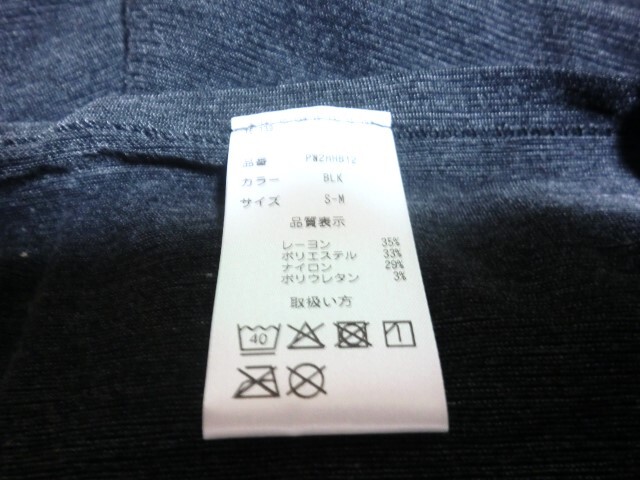 品番
カラー BLK
サイズ S-M
品質表示
レーヨン 35%
ポリエステル 33%
ナイロン 29%
ポリウレタン 3%
取扱い方
40